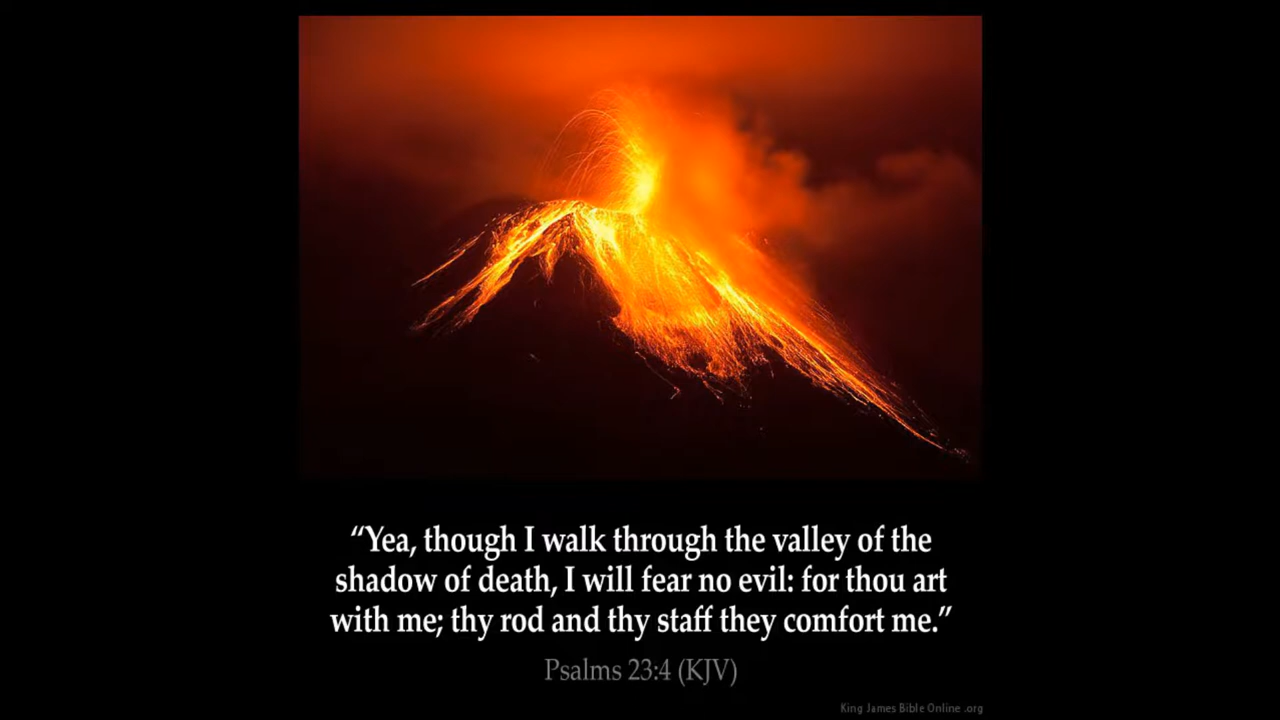 “Yea, though I walk through the valley of the
shadow of death, I will fear no evil: for thou art
with me; thy rod and thy staff they comfort me.”
Psalms 23:4 (KJV)
King James Bible Online .org